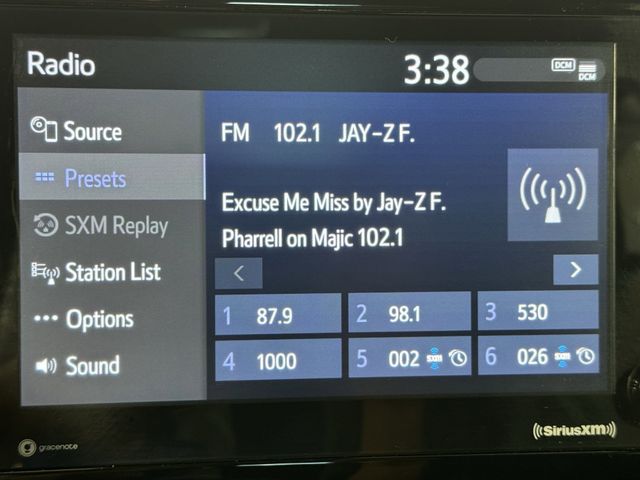 Radio
3:38
DCM
DCM
Source
Presets
SXM Replay
Station List
Options
Sound
FM 102.1 JAY-Z F.
Excuse Me Miss by Jay-Z F.
Pharrell on Majic 102.1
< >
1 87.9
2 98.1
3 530
4 1000
5 002 SXM
6 026 SXM
gracenote
((SiriusXM))